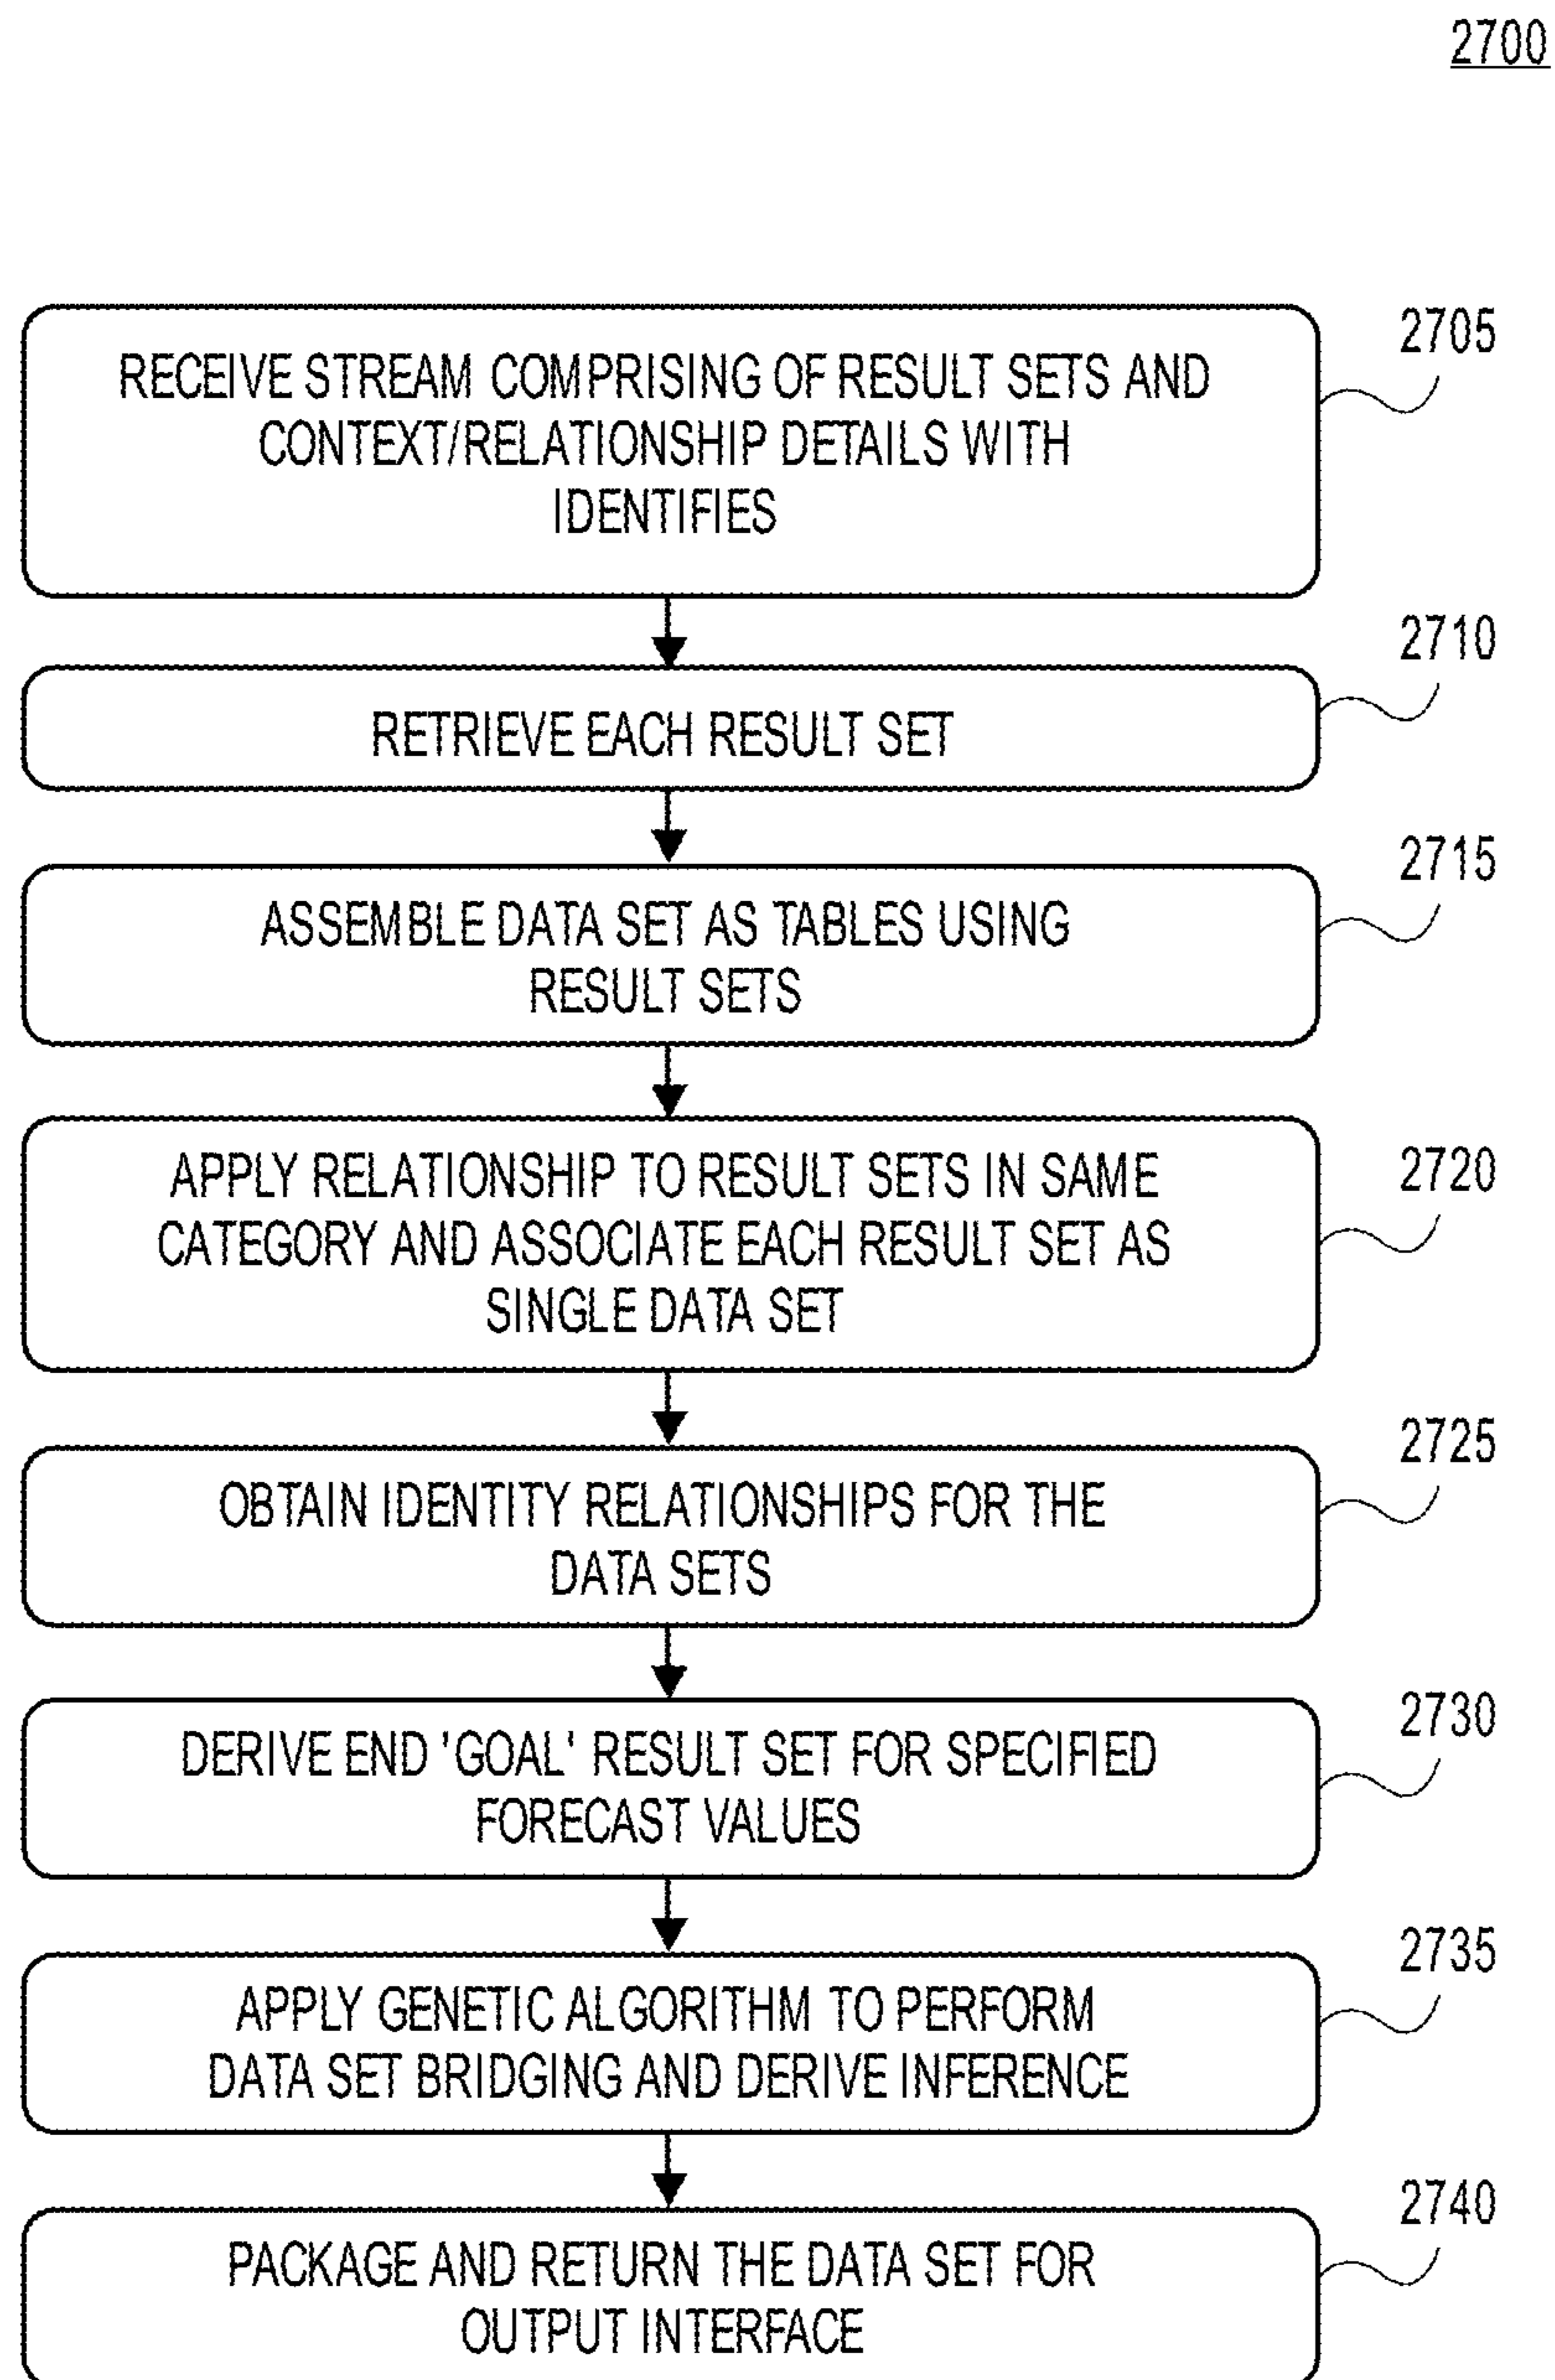 2700
RECEIVE STREAM COMPRISING OF RESULT SETS AND
CONTEXT/RELATIONSHIP DETAILS WITH
IDENTIFIES
2705
RETRIEVE EACH RESULT SET
2710
ASSEMBLE DATA SET AS TABLES USING
RESULT SETS
2715
APPLY RELATIONSHIP TO RESULT SETS IN SAME
CATEGORY AND ASSOCIATE EACH RESULT SET AS
SINGLE DATA SET
2720
OBTAIN IDENTITY RELATIONSHIPS FOR THE
DATA SETS
2725
DERIVE END 'GOAL' RESULT SET FOR SPECIFIED
FORECAST VALUES
2730
APPLY GENETIC ALGORITHM TO PERFORM
DATA SET BRIDGING AND DERIVE INFERENCE
2735
PACKAGE AND RETURN THE DATA SET FOR
OUTPUT INTERFACE
2740